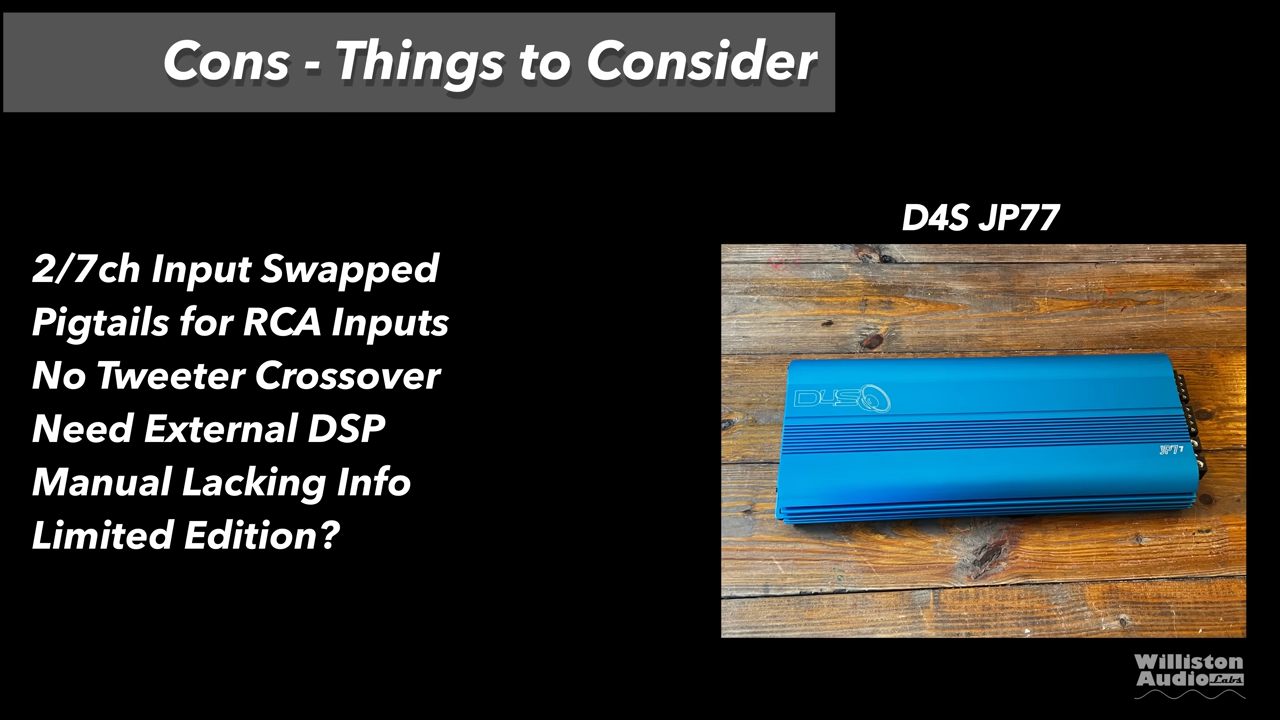 Cons - Things to Consider
D4S JP77
2/7ch Input Swapped
Pigtails for RCA Inputs
No Tweeter Crossover
Need External DSP
Manual Lacking Info
Limited Edition?
D4S
JP77
Williston
Audio Labs